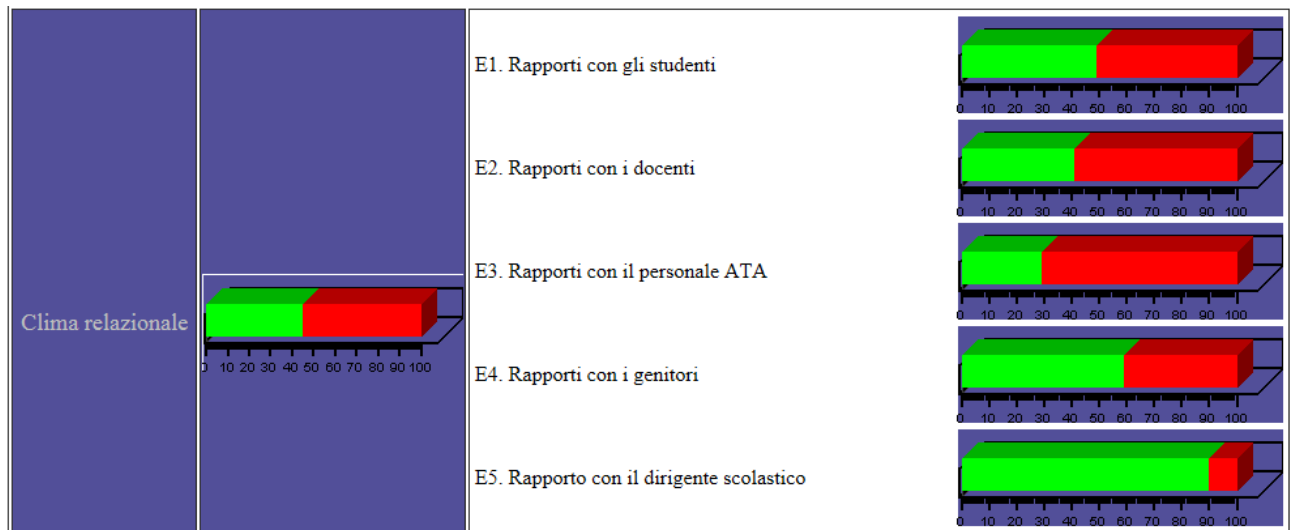 E1. Rapporti con gli studenti
0 10 20 30 40 50 60 70 80 90 100
E2. Rapporti con i docenti
0 10 20 30 40 50 60 70 80 90 100
Clima relazionale
0 10 20 30 40 50 60 70 80 90 100
E3. Rapporti con il personale ATA
0 10 20 30 40 50 60 70 80 90 100
E4. Rapporti con i genitori
0 10 20 30 40 50 60 70 80 90 100
E5. Rapporto con il dirigente scolastico
0 10 20 30 40 50 60 70 80 90 100